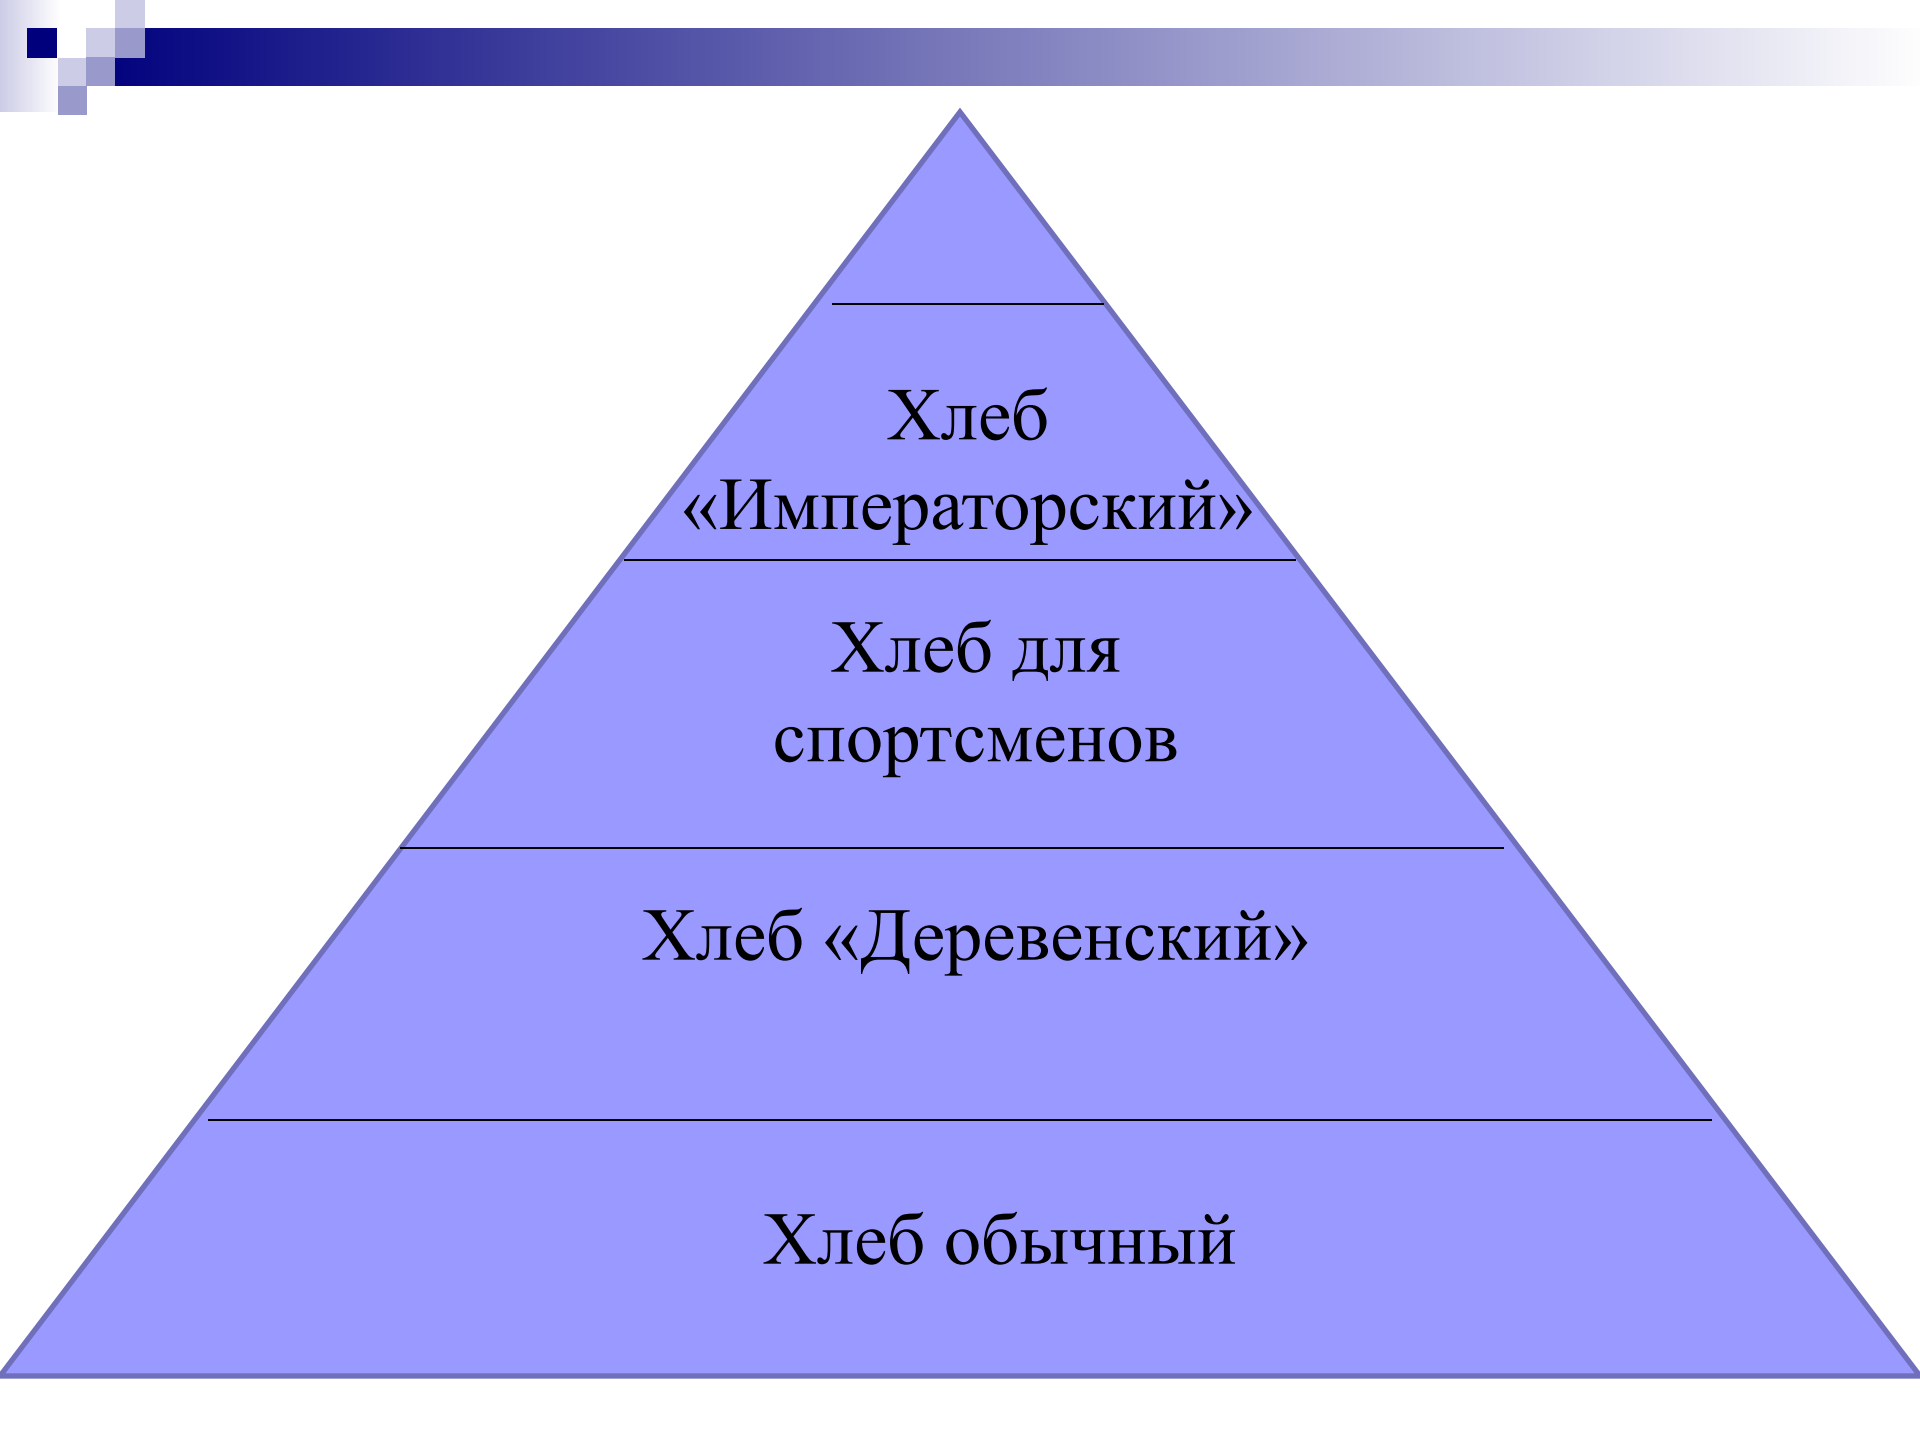 Хлеб
«Императорский»
Хлеб для
спортсменов
Хлеб «Деревенский»
Хлеб обычный